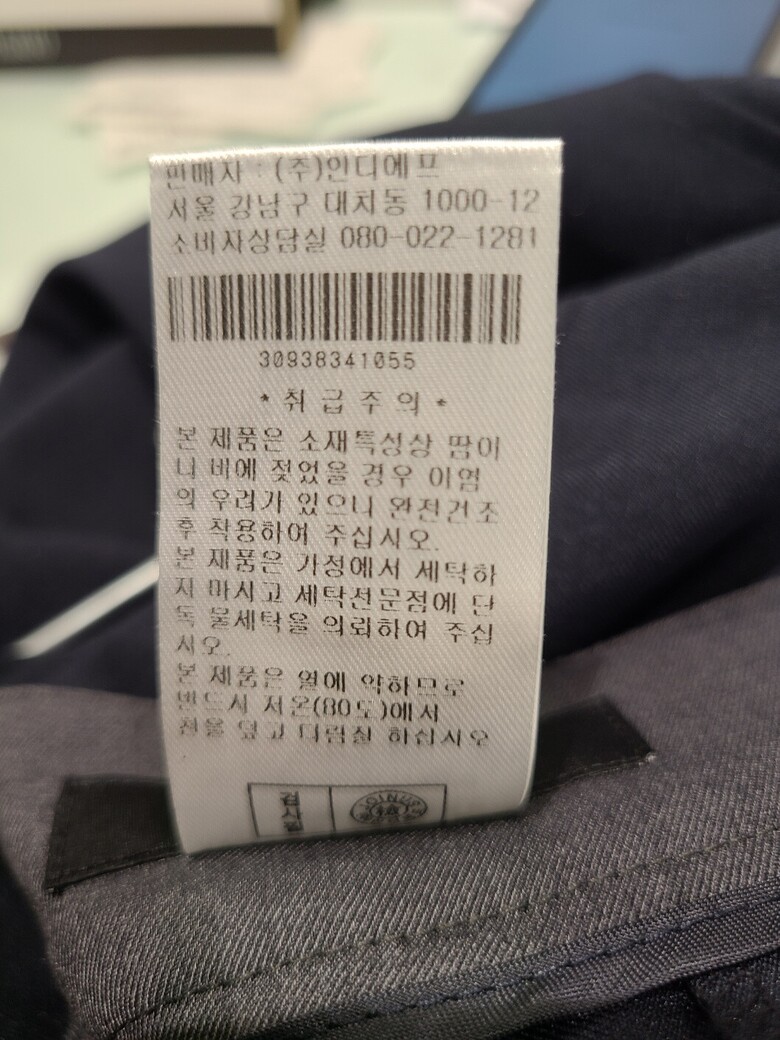 판매자 : (주)인디에프
서울 강남구 대치동 1000-12
소비자상담실 080-022-1281
30938341055
* 취 급 주 의 *
본 제품은 소재특성상 땀이
나 비에 젖었을 경우 이염
의 우려가 있으니 완전건조
후 착용하여 주십시오.
본 제품은 가정에서 세탁하
지 마시고 세탁전문점에 단
독 물세탁을 의뢰하여 주십
시오.
본 제품은 열에 약하므로
반드시 저온(80도)에서
천을 덮고 다림질 하십시오
검사필